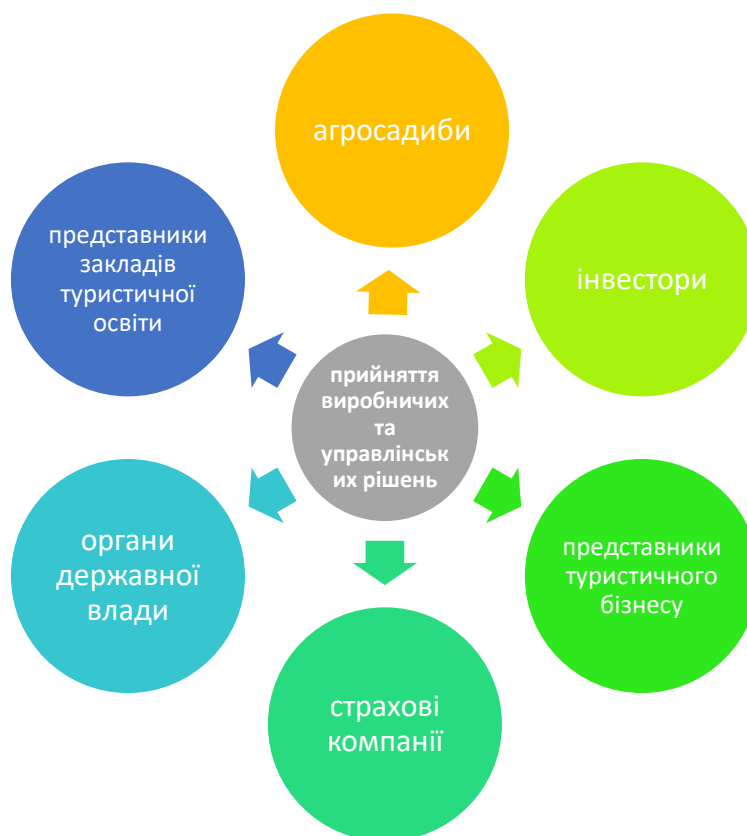 агросадиби
інвестори
представники
туристичного
бізнесу
страхові
компанії
органи
державної
влади
представники
закладів
туристичної
освіти
прийняття
виробничих
та
управлінськ
их рішень